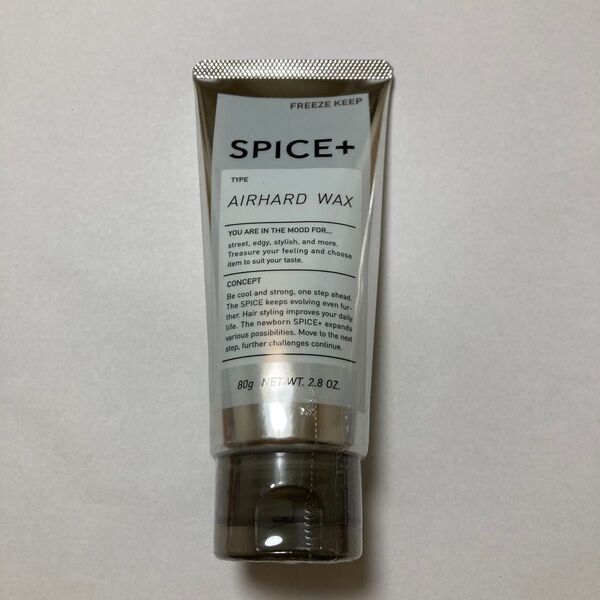 FREEZE KEEP
SPICE+
TYPE
AIRHARD WAX
YOU ARE IN THE MOOD FOR...
street, edgy, stylish, and more.
Treasure your feeling and choose
item to suit your taste.
CONCEPT
Be cool and strong, one step ahead.
The SPICE keeps evolving even fur-
ther. Hair styling improves your daily
life. The newborn SPICE+ expands
various possibilities. Move to the next
step, further challenges continue.
80g NET WT. 2.8 OZ.